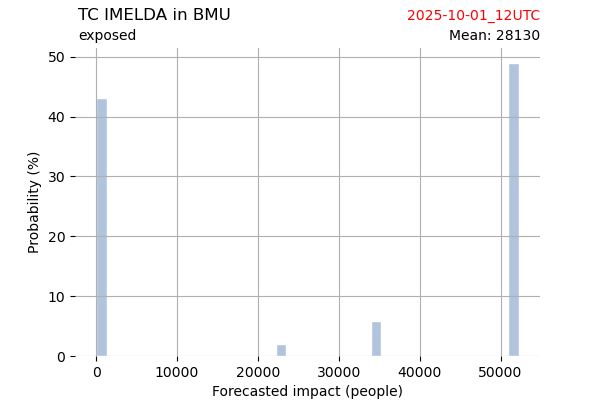 TC IMELDA in BMU
2025-10-01_12UTC
exposed
Mean: 28130
50
40
30
20
10
0
Probability (%)
0
10000
20000
30000
40000
50000
Forecasted impact (people)